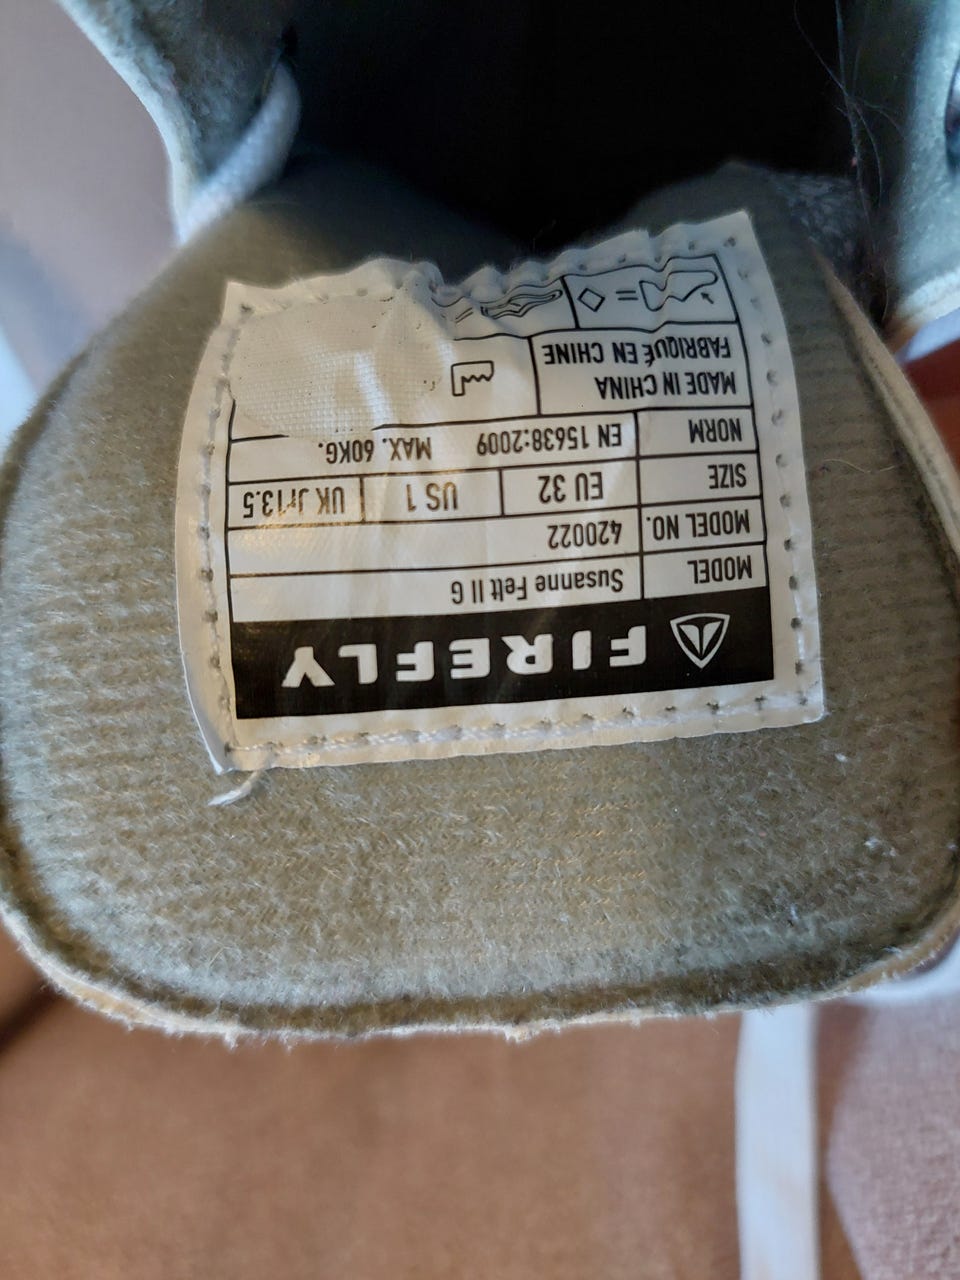 FIREFLY
MODEL Susanne Felt II G
MODEL NO. 420022
SIZE EU 32 US 1 UK Jr13.5
NORM EN 15638:2009 MAX. 60KG.
MADE IN CHINA
FABRIQUÉ EN CHINE
=
=